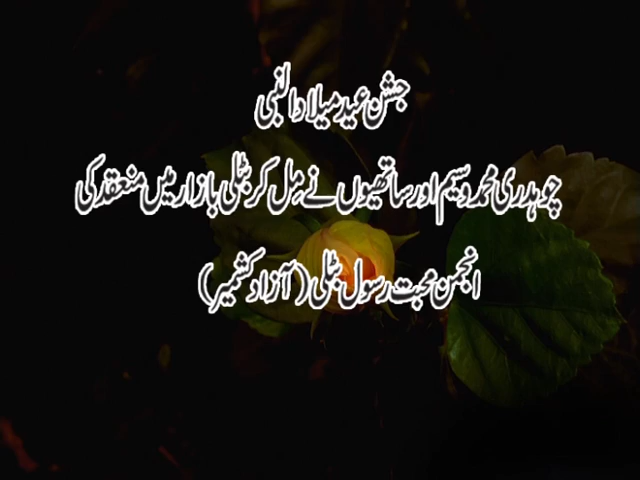 جشن عید میلاد النبی
چوہدری محمد وسیم اور ساتھیوں نے مِل کر بٹلی بازار میں منعقد کی
انجمن محبت رسول بٹلی (آزاد کشمیر)